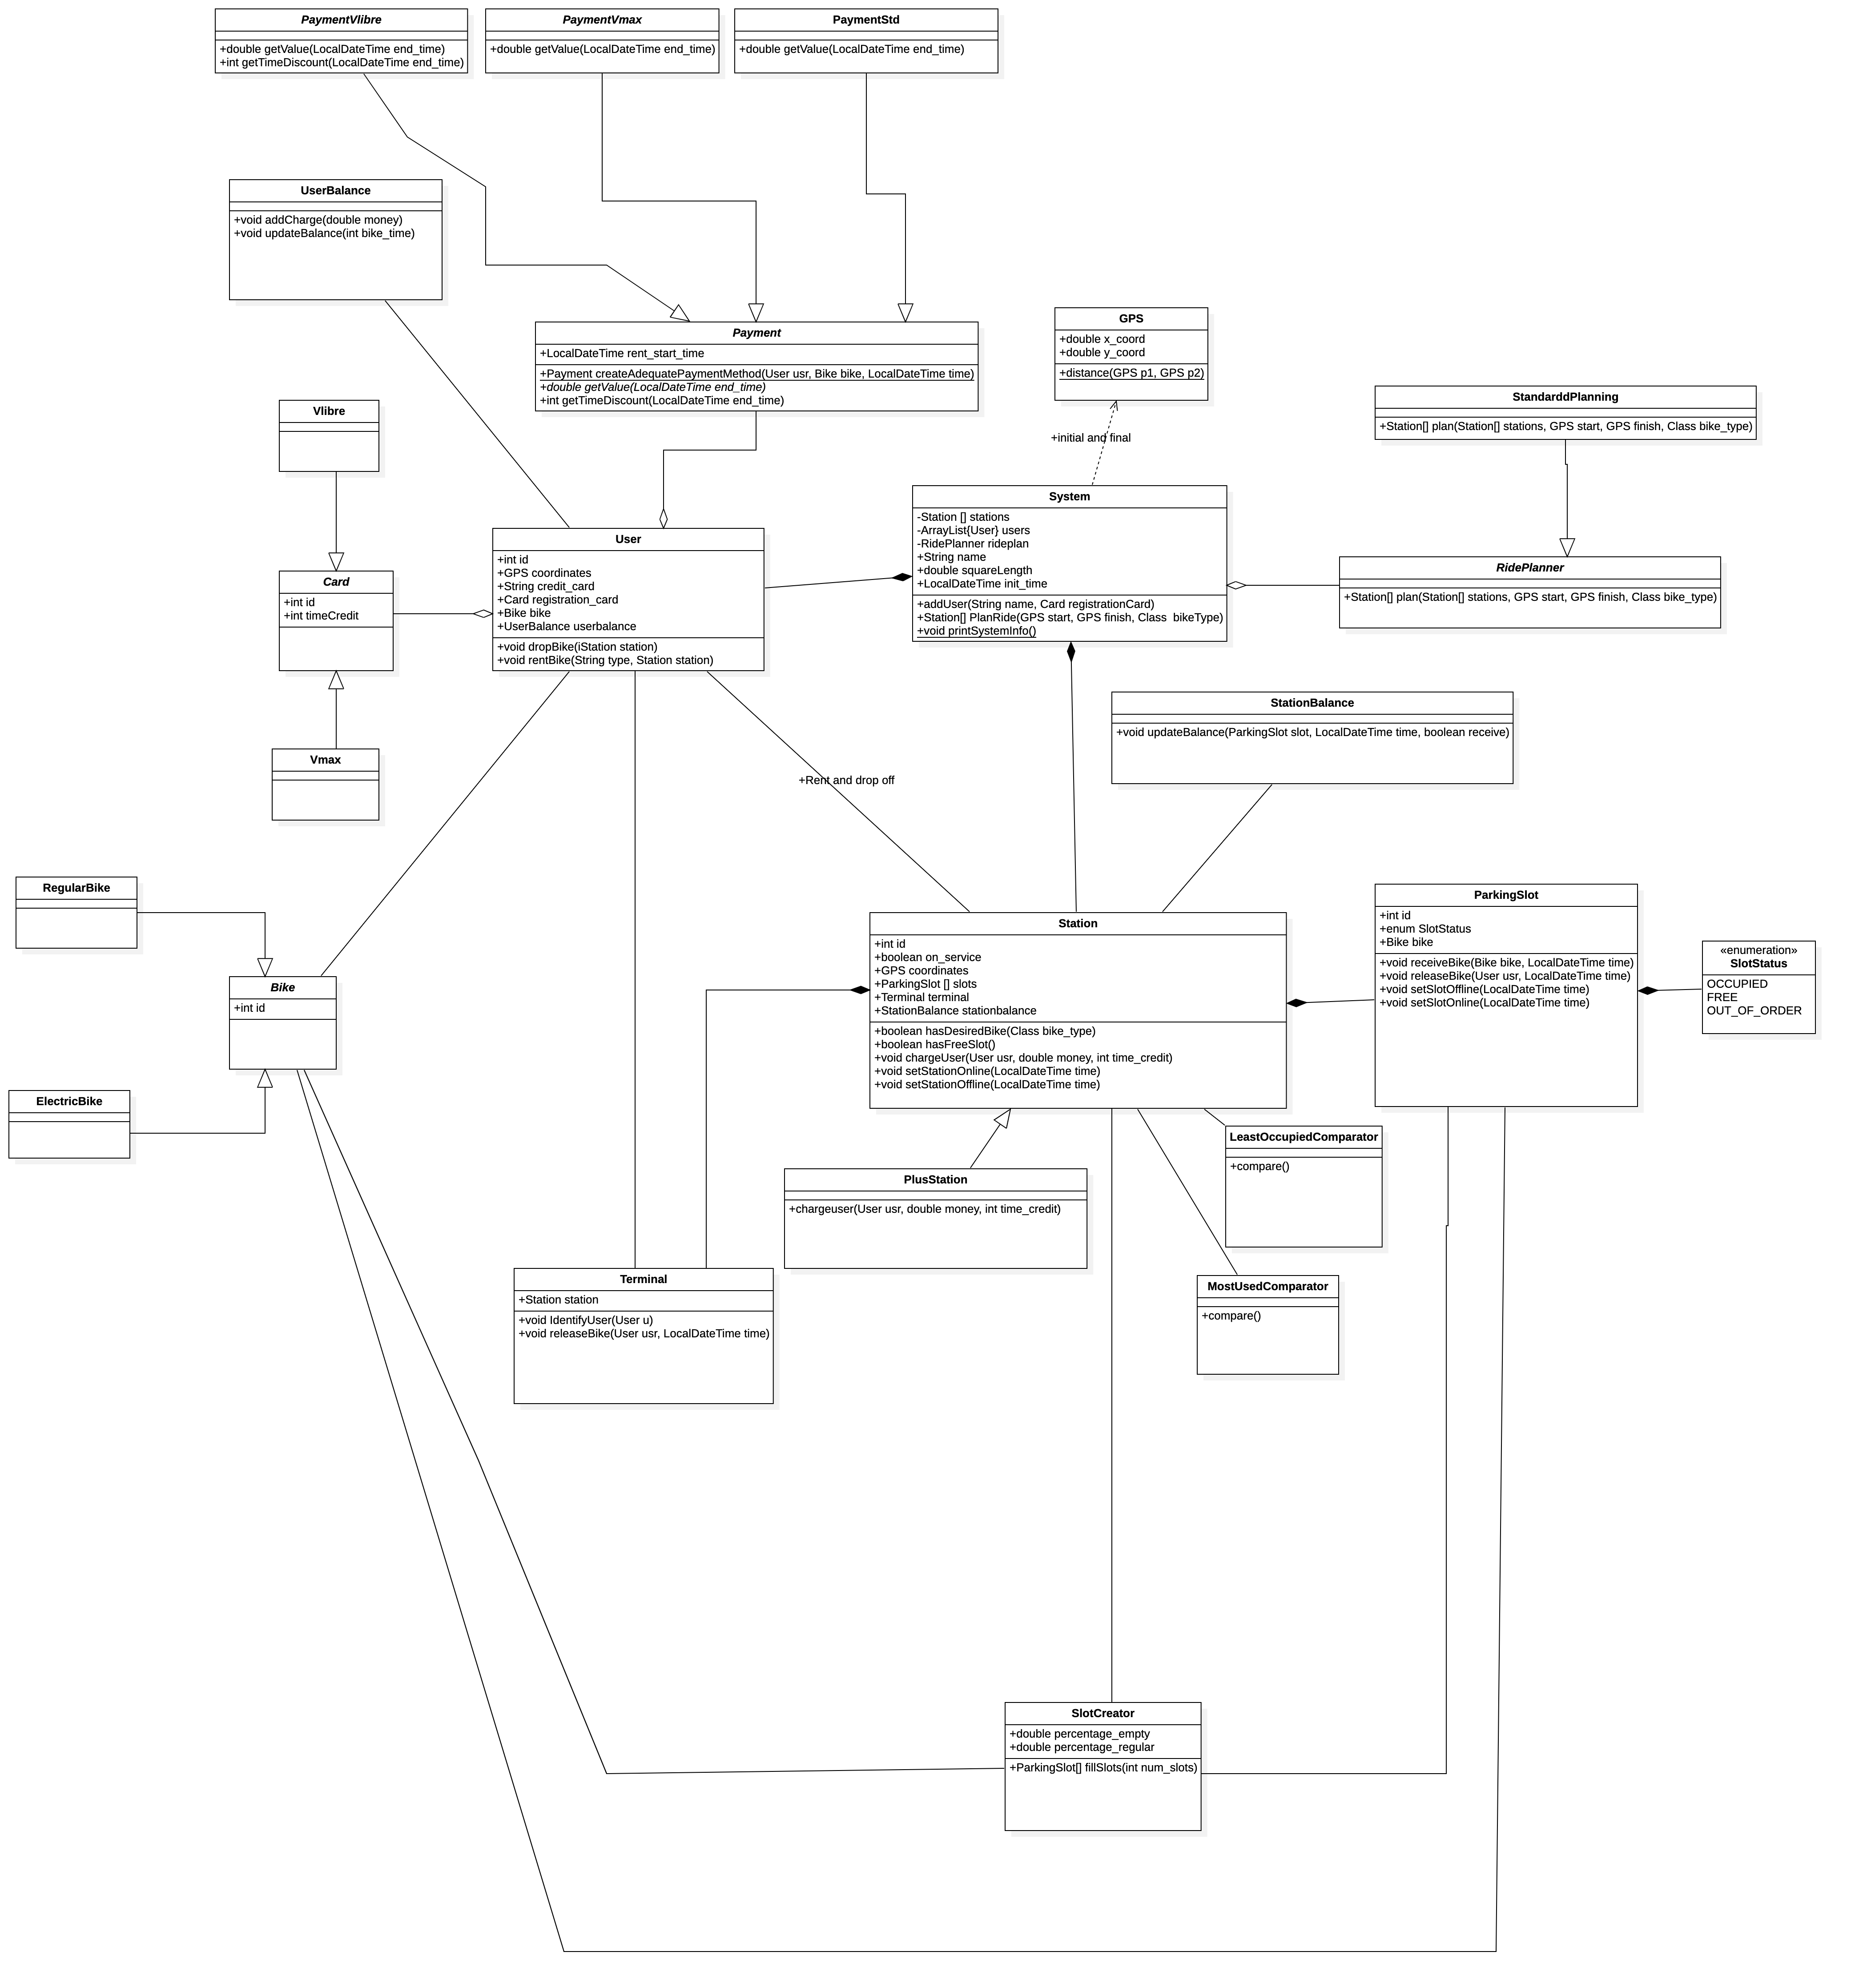 PaymentVlibre
+double getValue(LocalDateTime end_time)
+int getTimeDiscount(LocalDateTime end_time)
PaymentVmax
+double getValue(LocalDateTime end_time)
PaymentStd
+double getValue(LocalDateTime end_time)
UserBalance
+void addCharge(double money)
+void updateBalance(int bike_time)
Payment
+LocalDateTime rent_start_time
+Payment createAdequatePaymentMethod(User usr, Bike bike, LocalDateTime time)
+double getValue(LocalDateTime end_time)
+int getTimeDiscount(LocalDateTime end_time)
GPS
+double x_coord
+double y_coord
+distance(GPS p1, GPS p2)
+initial and final
StandarddPlanning
+Station[] plan(Station[] stations, GPS start, GPS finish, Class bike_type)
Vlibre
System
-Station [] stations
-ArrayList{User} users
-RidePlanner rideplan
+String name
+double squareLength
+LocalDateTime init_time
+addUser(String name, Card registrationCard)
+Station[] PlanRide(GPS start, GPS finish, Class  bikeType)
+void printSystemInfo()
User
+int id
+GPS coordinates
+String credit_card
+Card registration_card
+Bike bike
+UserBalance userbalance
+void dropBike(iStation station)
+void rentBike(String type, Station station)
RidePlanner
+Station[] plan(Station[] stations, GPS start, GPS finish, Class bike_type)
Card
+int id
+int timeCredit
StationBalance
+void updateBalance(ParkingSlot slot, LocalDateTime time, boolean receive)
Vmax
+Rent and drop off
RegularBike
ParkingSlot
+int id
+enum SlotStatus
+Bike bike
+void receiveBike(Bike bike, LocalDateTime time)
+void releaseBike(User usr, LocalDateTime time)
+void setSlotOffline(LocalDateTime time)
+void setSlotOnline(LocalDateTime time)
Station
+int id
+boolean on_service
+GPS coordinates
+ParkingSlot [] slots
+Terminal terminal
+StationBalance stationbalance
+boolean hasDesiredBike(Class bike_type)
+boolean hasFreeSlot()
+void chargeUser(User usr, double money, int time_credit)
+void setStationOnline(LocalDateTime time)
+void setStationOffline(LocalDateTime time)
«enumeration»
SlotStatus
OCCUPIED
FREE
OUT_OF_ORDER
Bike
+int id
ElectricBike
LeastOccupiedComparator
+compare()
PlusStation
+chargeuser(User usr, double money, int time_credit)
Terminal
+Station station
+void IdentifyUser(User u)
+void releaseBike(User usr, LocalDateTime time)
MostUsedComparator
+compare()
SlotCreator
+double percentage_empty
+double percentage_regular
+ParkingSlot[] fillSlots(int num_slots)